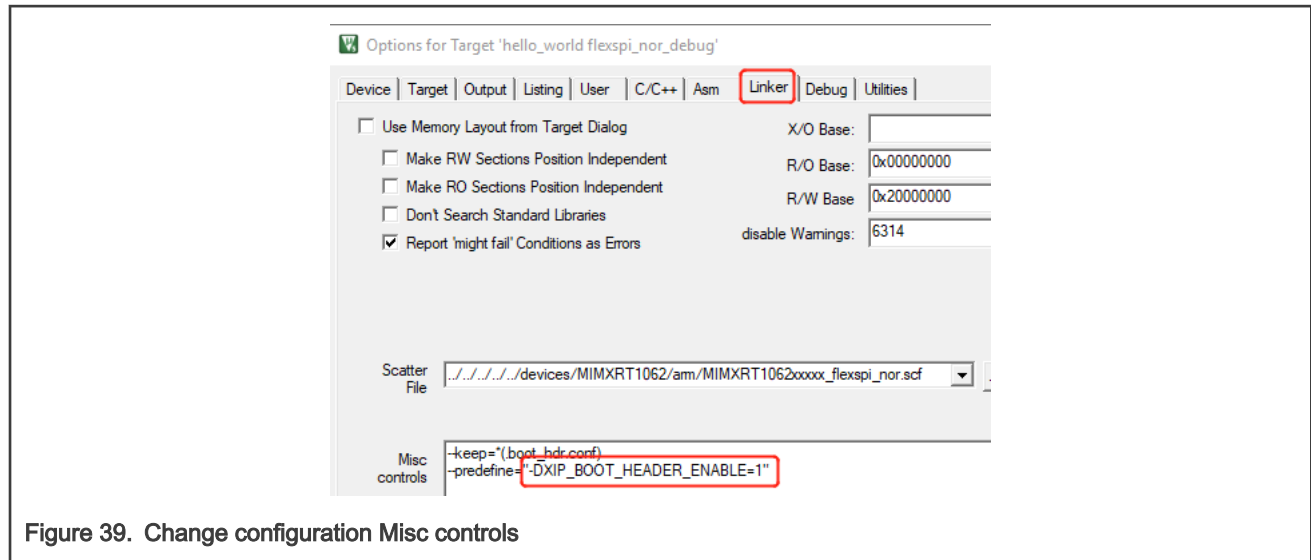 Options for Target 'hello_world flexspi_nor_debug'
Device | Target | Output | Listing | User | C/C++ | Asm Linker | Debug | Utilities |
Use Memory Layout from Target Dialog X/O Base:
Make RW Sections Position Independent R/O Base: 0x00000000
Make RO Sections Position Independent R/W Base 0x20000000
Don't Search Standard Libraries disable Warnings: 6314
Report 'might fail' Conditions as Errors
Scatter File ../../../../../devices/MIMXRT1062/arm/MIMXRT1062xxxxx_flexspi_nor.scf
Misc controls --keep=*(.boot_hdr.conf)
--predefine="-DXIP_BOOT_HEADER_ENABLE=1"
Figure 39. Change configuration Misc controls